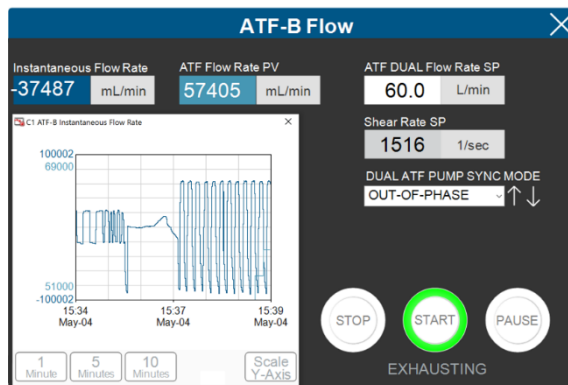 ATF-B Flow
Instantaneous Flow Rate
-37487 mL/min
ATF Flow Rate PV
57405 mL/min
ATF DUAL Flow Rate SP
60.0 L/min
Shear Rate SP
1516 1/sec
DUAL ATF PUMP SYNC MODE
OUT-OF-PHASE
C1 ATF-B Instantaneous Flow Rate
100002
69000
51000
-100002
15:34
May-04
15:37
May-04
15:39
May-04
1
Minute
5
Minutes
10
Minutes
Scale
Y-Axis
STOP
START
PAUSE
EXHAUSTING